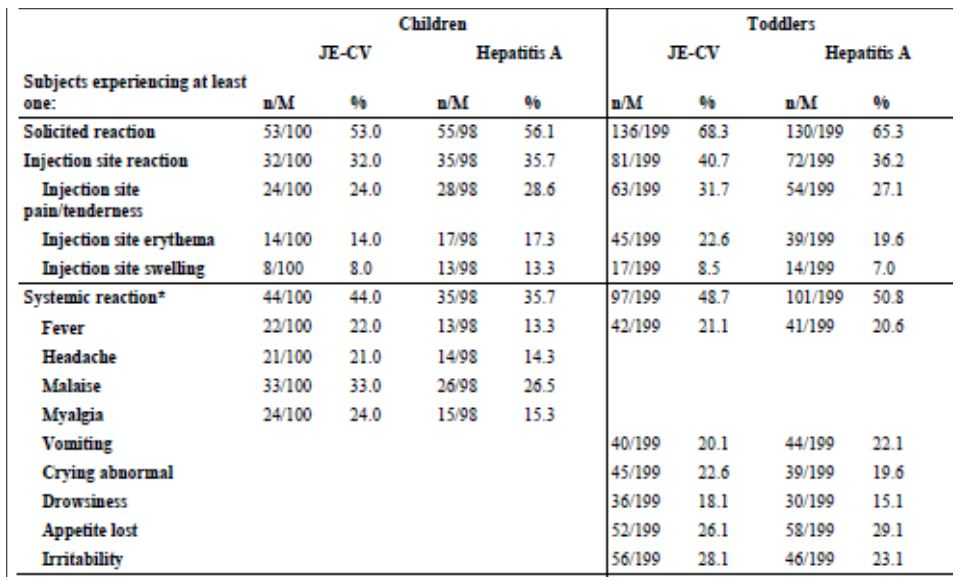 Children Toddlers
JE-CV Hepatitis A JE-CV Hepatitis A
Subjects experiencing at least
one: n/M % n/M % n/M % n/M %
Solicited reaction 53/100 53.0 55/98 56.1 136/199 68.3 130/199 65.3
Injection site reaction 32/100 32.0 35/98 35.7 81/199 40.7 72/199 36.2
Injection site 24/100 24.0 28/98 28.6 63/199 31.7 54/199 27.1
pain/tenderness
Injection site erythema 14/100 14.0 17/98 17.3 45/199 22.6 39/199 19.6
Injection site swelling 8/100 8.0 13/98 13.3 17/199 8.5 14/199 7.0
Systemic reaction* 44/100 44.0 35/98 35.7 97/199 48.7 101/199 50.8
Fever 22/100 22.0 13/98 13.3 42/199 21.1 41/199 20.6
Headache 21/100 21.0 14/98 14.3
Malaise 33/100 33.0 26/98 26.5
Myalgia 24/100 24.0 15/98 15.3
Vomiting 40/199 20.1 44/199 22.1
Crying abnormal 45/199 22.6 39/199 19.6
Drowsiness 36/199 18.1 30/199 15.1
Appetite lost 52/199 26.1 58/199 29.1
Irritability 56/199 28.1 46/199 23.1